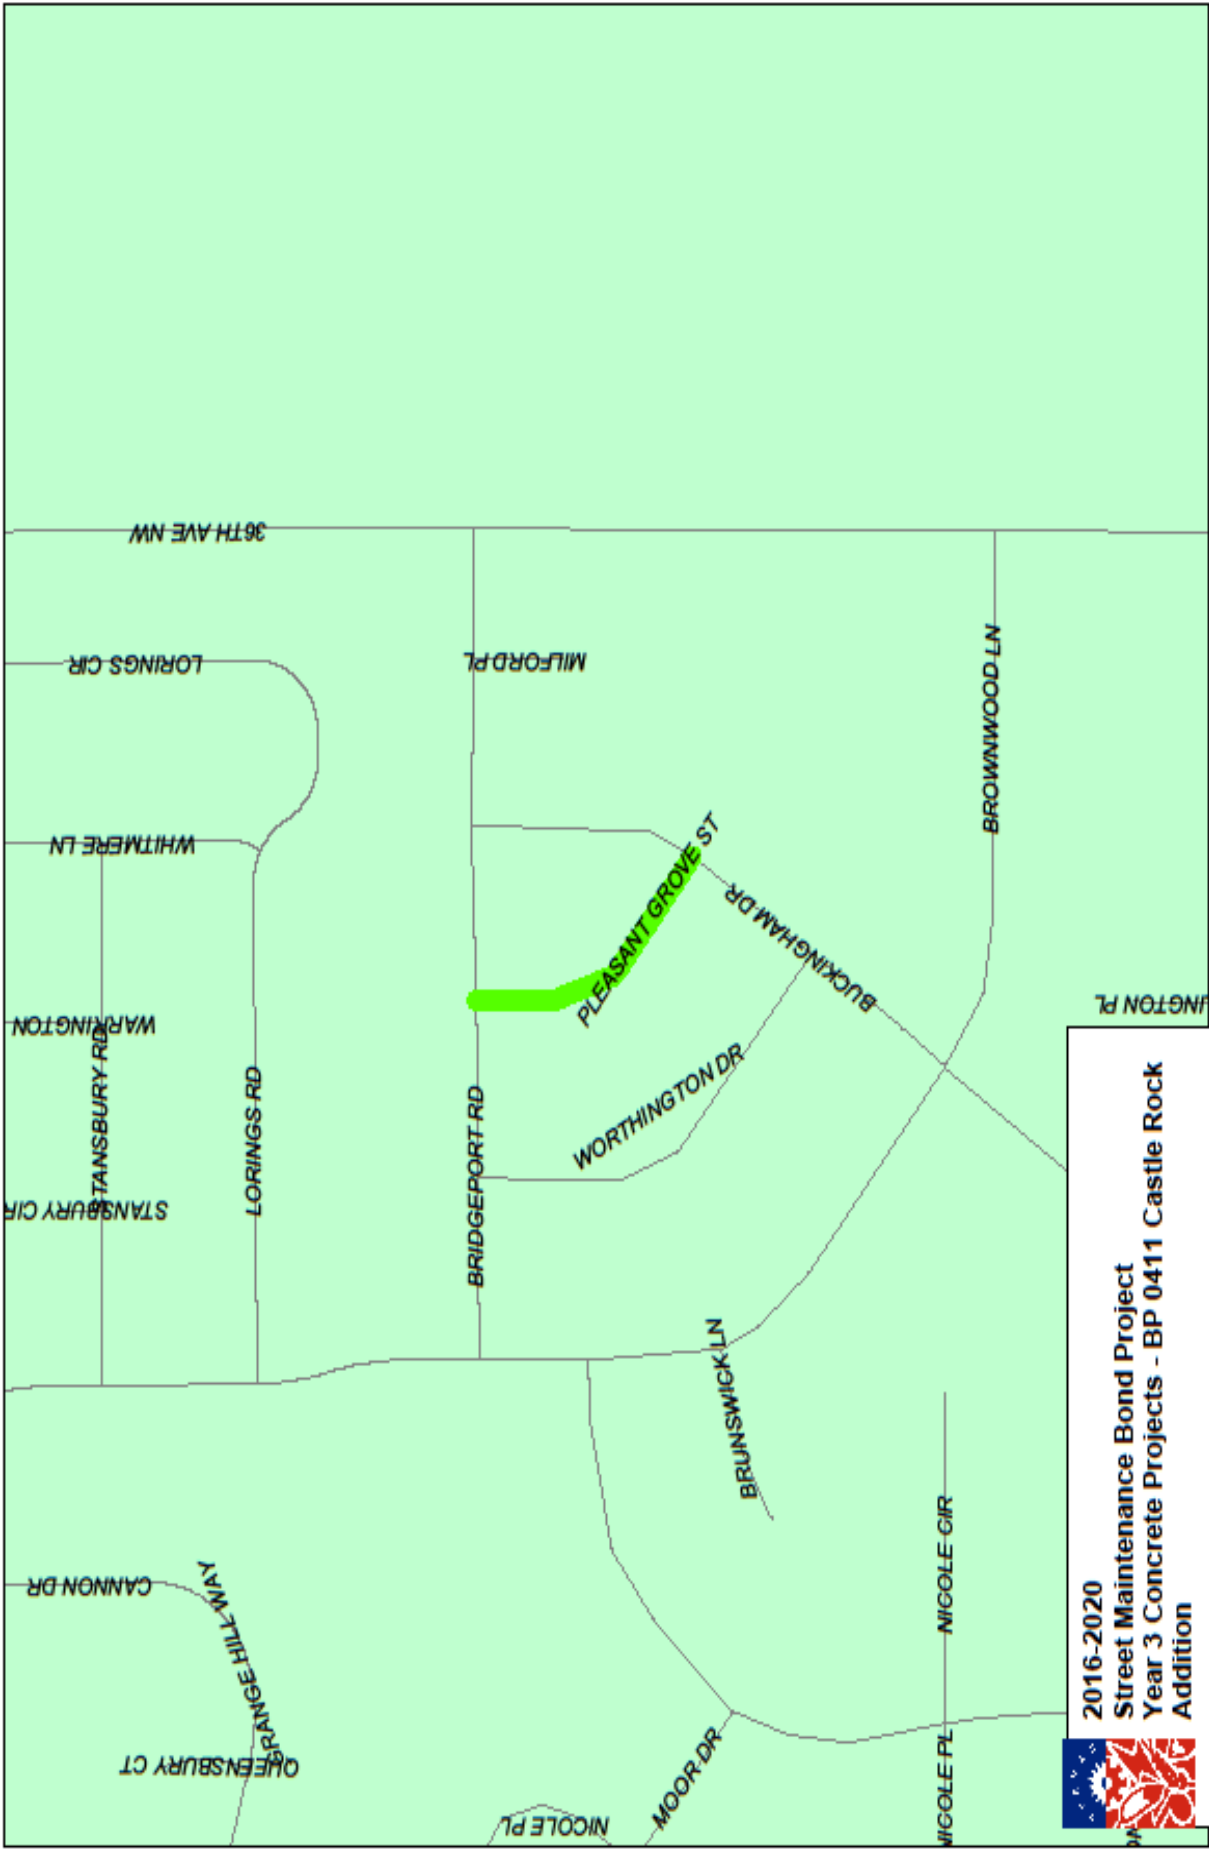 36TH AVE NW
LORINGS CIR
MILFORD PL
WHITMERE LN
PLEASANT GROVE ST
BROWNWOOD LN
BUCKINGHAM DR
WARRINGTON
STANSBURY RD
LORINGS RD
BRIDGEPORT RD
WORTHINGTON DR
INGTON PL
STANSBURY CIR
BRUNSWICK LN
CANNON DR
GRANGE HILL WAY
QUEENSBURY CT
NICOLE PL
MOOR DR
NICOLE CIR
NICOLE PL
2016-2020
Street Maintenance Bond Project
Year 3 Concrete Projects - BP 0411 Castle Rock
Addition